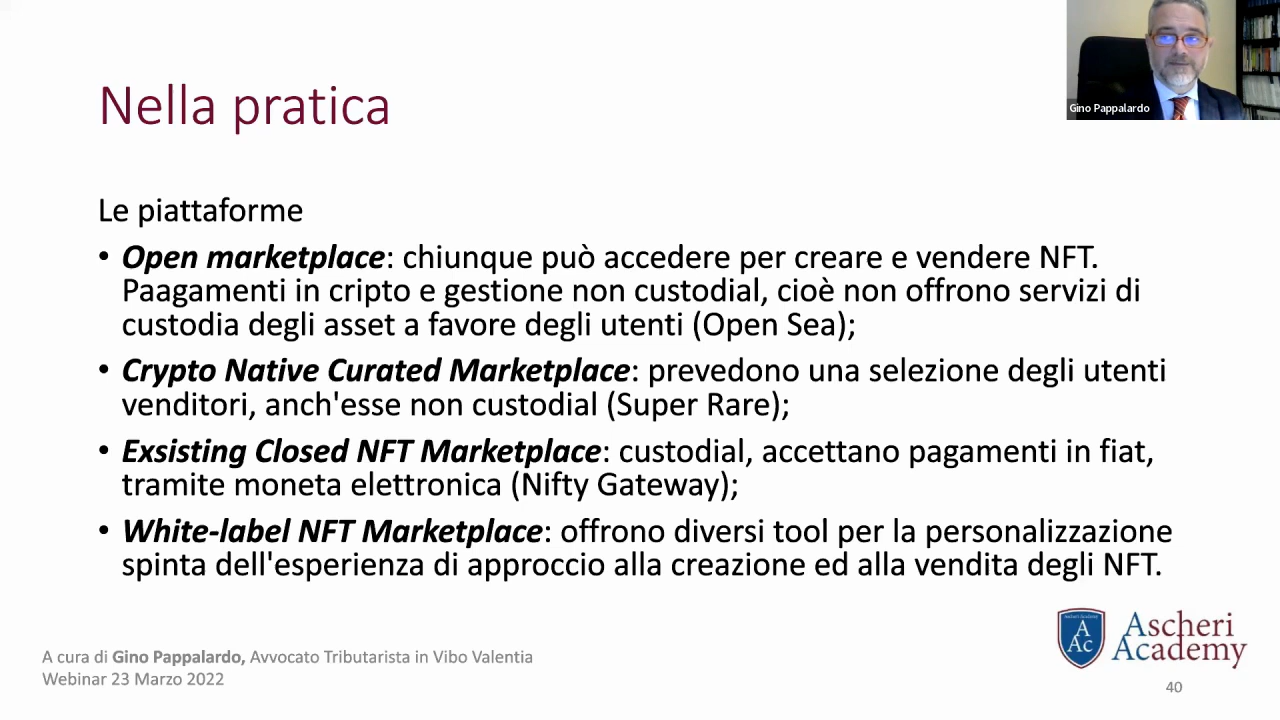 Nella pratica
Gino Pappalardo
Le piattaforme
• Open marketplace: chiunque può accedere per creare e vendere NFT.
Paagamenti in cripto e gestione non custodial, cioè non offrono servizi di
custodia degli asset a favore degli utenti (Open Sea);
• Crypto Native Curated Marketplace: prevedono una selezione degli utenti
venditori, anch'esse non custodial (Super Rare);
• Exsisting Closed NFT Marketplace: custodial, accettano pagamenti in fiat,
tramite moneta elettronica (Nifty Gateway);
• White-label NFT Marketplace: offrono diversi tool per la personalizzazione
spinta dell'esperienza di approccio alla creazione ed alla vendita degli NFT.
A cura di Gino Pappalardo, Avvocato Tributarista in Vibo Valentia
Webinar 23 Marzo 2022
Ascheri Academy
A
Ac
Ascheri
Academy
40